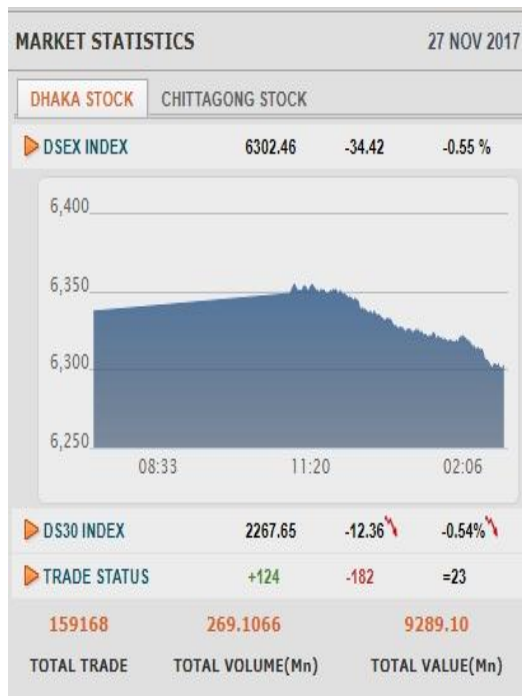 MARKET STATISTICS 27 NOV 2017
DHAKA STOCK CHITTAGONG STOCK
DSEX INDEX 6302.46 -34.42 -0.55 %
6,400
6,350
6,300
6,250
08:33 11:20 02:06
DS30 INDEX 2267.65 -12.36 -0.54%
TRADE STATUS +124 -182 =23
159168 269.1066 9289.10
TOTAL TRADE TOTAL VOLUME(Mn) TOTAL VALUE(Mn)